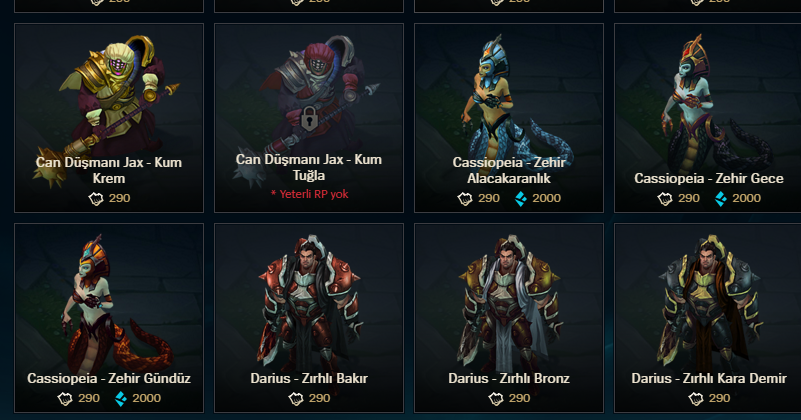 Can Düşmanı Jax - Kum
Krem
290
Can Düşmanı Jax - Kum
Tuğla
* Yeterli RP yok
Cassiopeia - Zehir
Alacakaranlık
290 2000
Cassiopeia - Zehir Gece
290 2000
Cassiopeia - Zehir Gündüz
290 2000
Darius - Zırhlı Bakır
290
Darius - Zırhlı Bronz
290
Darius - Zırhlı Kara Demir
290